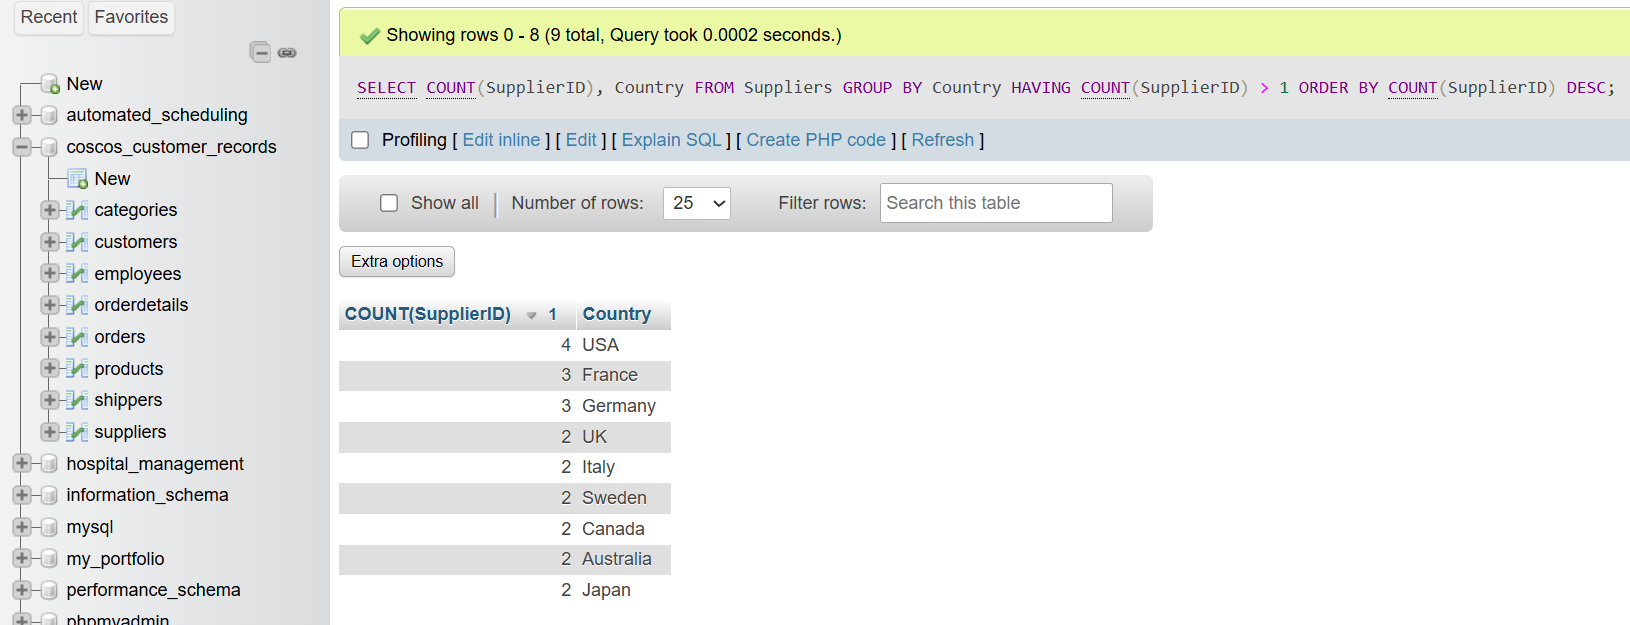 Recent Favorites
New
automated_scheduling
coscos_customer_records
New
categories
customers
employees
orderdetails
orders
products
shippers
suppliers
hospital_management
information_schema
mysql
my_portfolio
performance_schema
phpmyadmin
Showing rows 0 - 8 (9 total, Query took 0.0002 seconds.)
SELECT COUNT(SupplierID), Country FROM Suppliers GROUP BY Country HAVING COUNT(SupplierID) > 1 ORDER BY COUNT(SupplierID) DESC;
Profiling [ Edit inline ] [ Edit ] [ Explain SQL ] [ Create PHP code ] [ Refresh ]
Show all Number of rows: 25 Filter rows: Search this table
Extra options
COUNT(SupplierID) 1 Country
4 USA
3 France
3 Germany
2 UK
2 Italy
2 Sweden
2 Canada
2 Australia
2 Japan